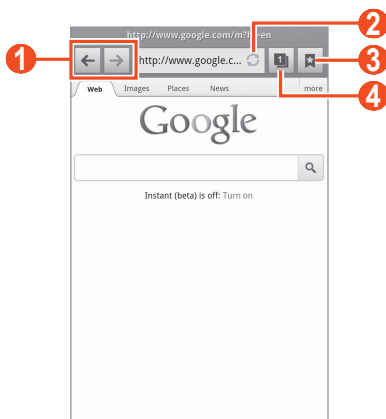 http://www.google.com/m?hl=en
2
1
http://www.google.c...
1
3
4
Web Images Places News more
Google
Instant (beta) is off: Turn on